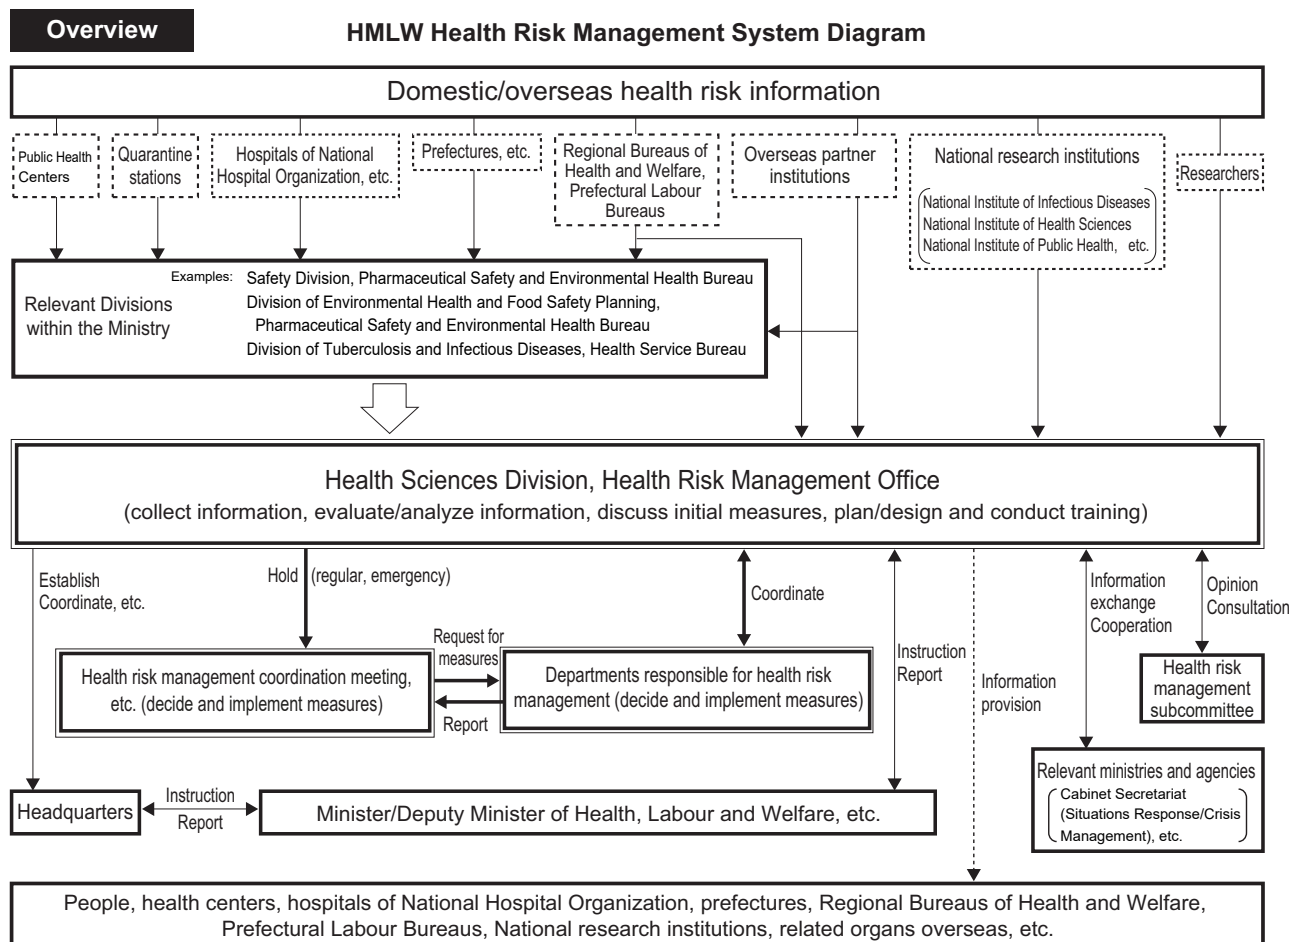 Overview
HMLW Health Risk Management System Diagram
Domestic/overseas health risk information
Public Health
Centers
Quarantine
stations
Hospitals of National
Hospital Organization, etc.
Prefectures, etc.
Regional Bureaus of
Health and Welfare,
Prefectural Labour
Bureaus
Overseas partner
institutions
National research institutions
National Institute of Infectious Diseases
National Institute of Health Sciences
National Institute of Public Health, etc.
Researchers
Relevant Divisions
within the Ministry
Examples: Safety Division, Pharmaceutical Safety and Environmental Health Bureau
Division of Environmental Health and Food Safety Planning,
Pharmaceutical Safety and Environmental Health Bureau
Division of Tuberculosis and Infectious Diseases, Health Service Bureau
Health Sciences Division, Health Risk Management Office
(collect information, evaluate/analyze information, discuss initial measures, plan/design and conduct training)
Establish
Coordinate, etc.
Hold (regular, emergency)
Coordinate
Information
exchange
Cooperation
Opinion
Consultation
Request for
measures
Health risk management coordination meeting,
etc. (decide and implement measures)
Departments responsible for health risk
management (decide and implement measures)
Report
Instruction
Report
Information
provision
Health risk
management
subcommittee
Relevant ministries and agencies
Cabinet Secretariat
(Situations Response/Crisis
Management), etc.
Headquarters
Instruction
Report
Minister/Deputy Minister of Health, Labour and Welfare, etc.
People, health centers, hospitals of National Hospital Organization, prefectures, Regional Bureaus of Health and Welfare,
Prefectural Labour Bureaus, National research institutions, related organs overseas, etc.